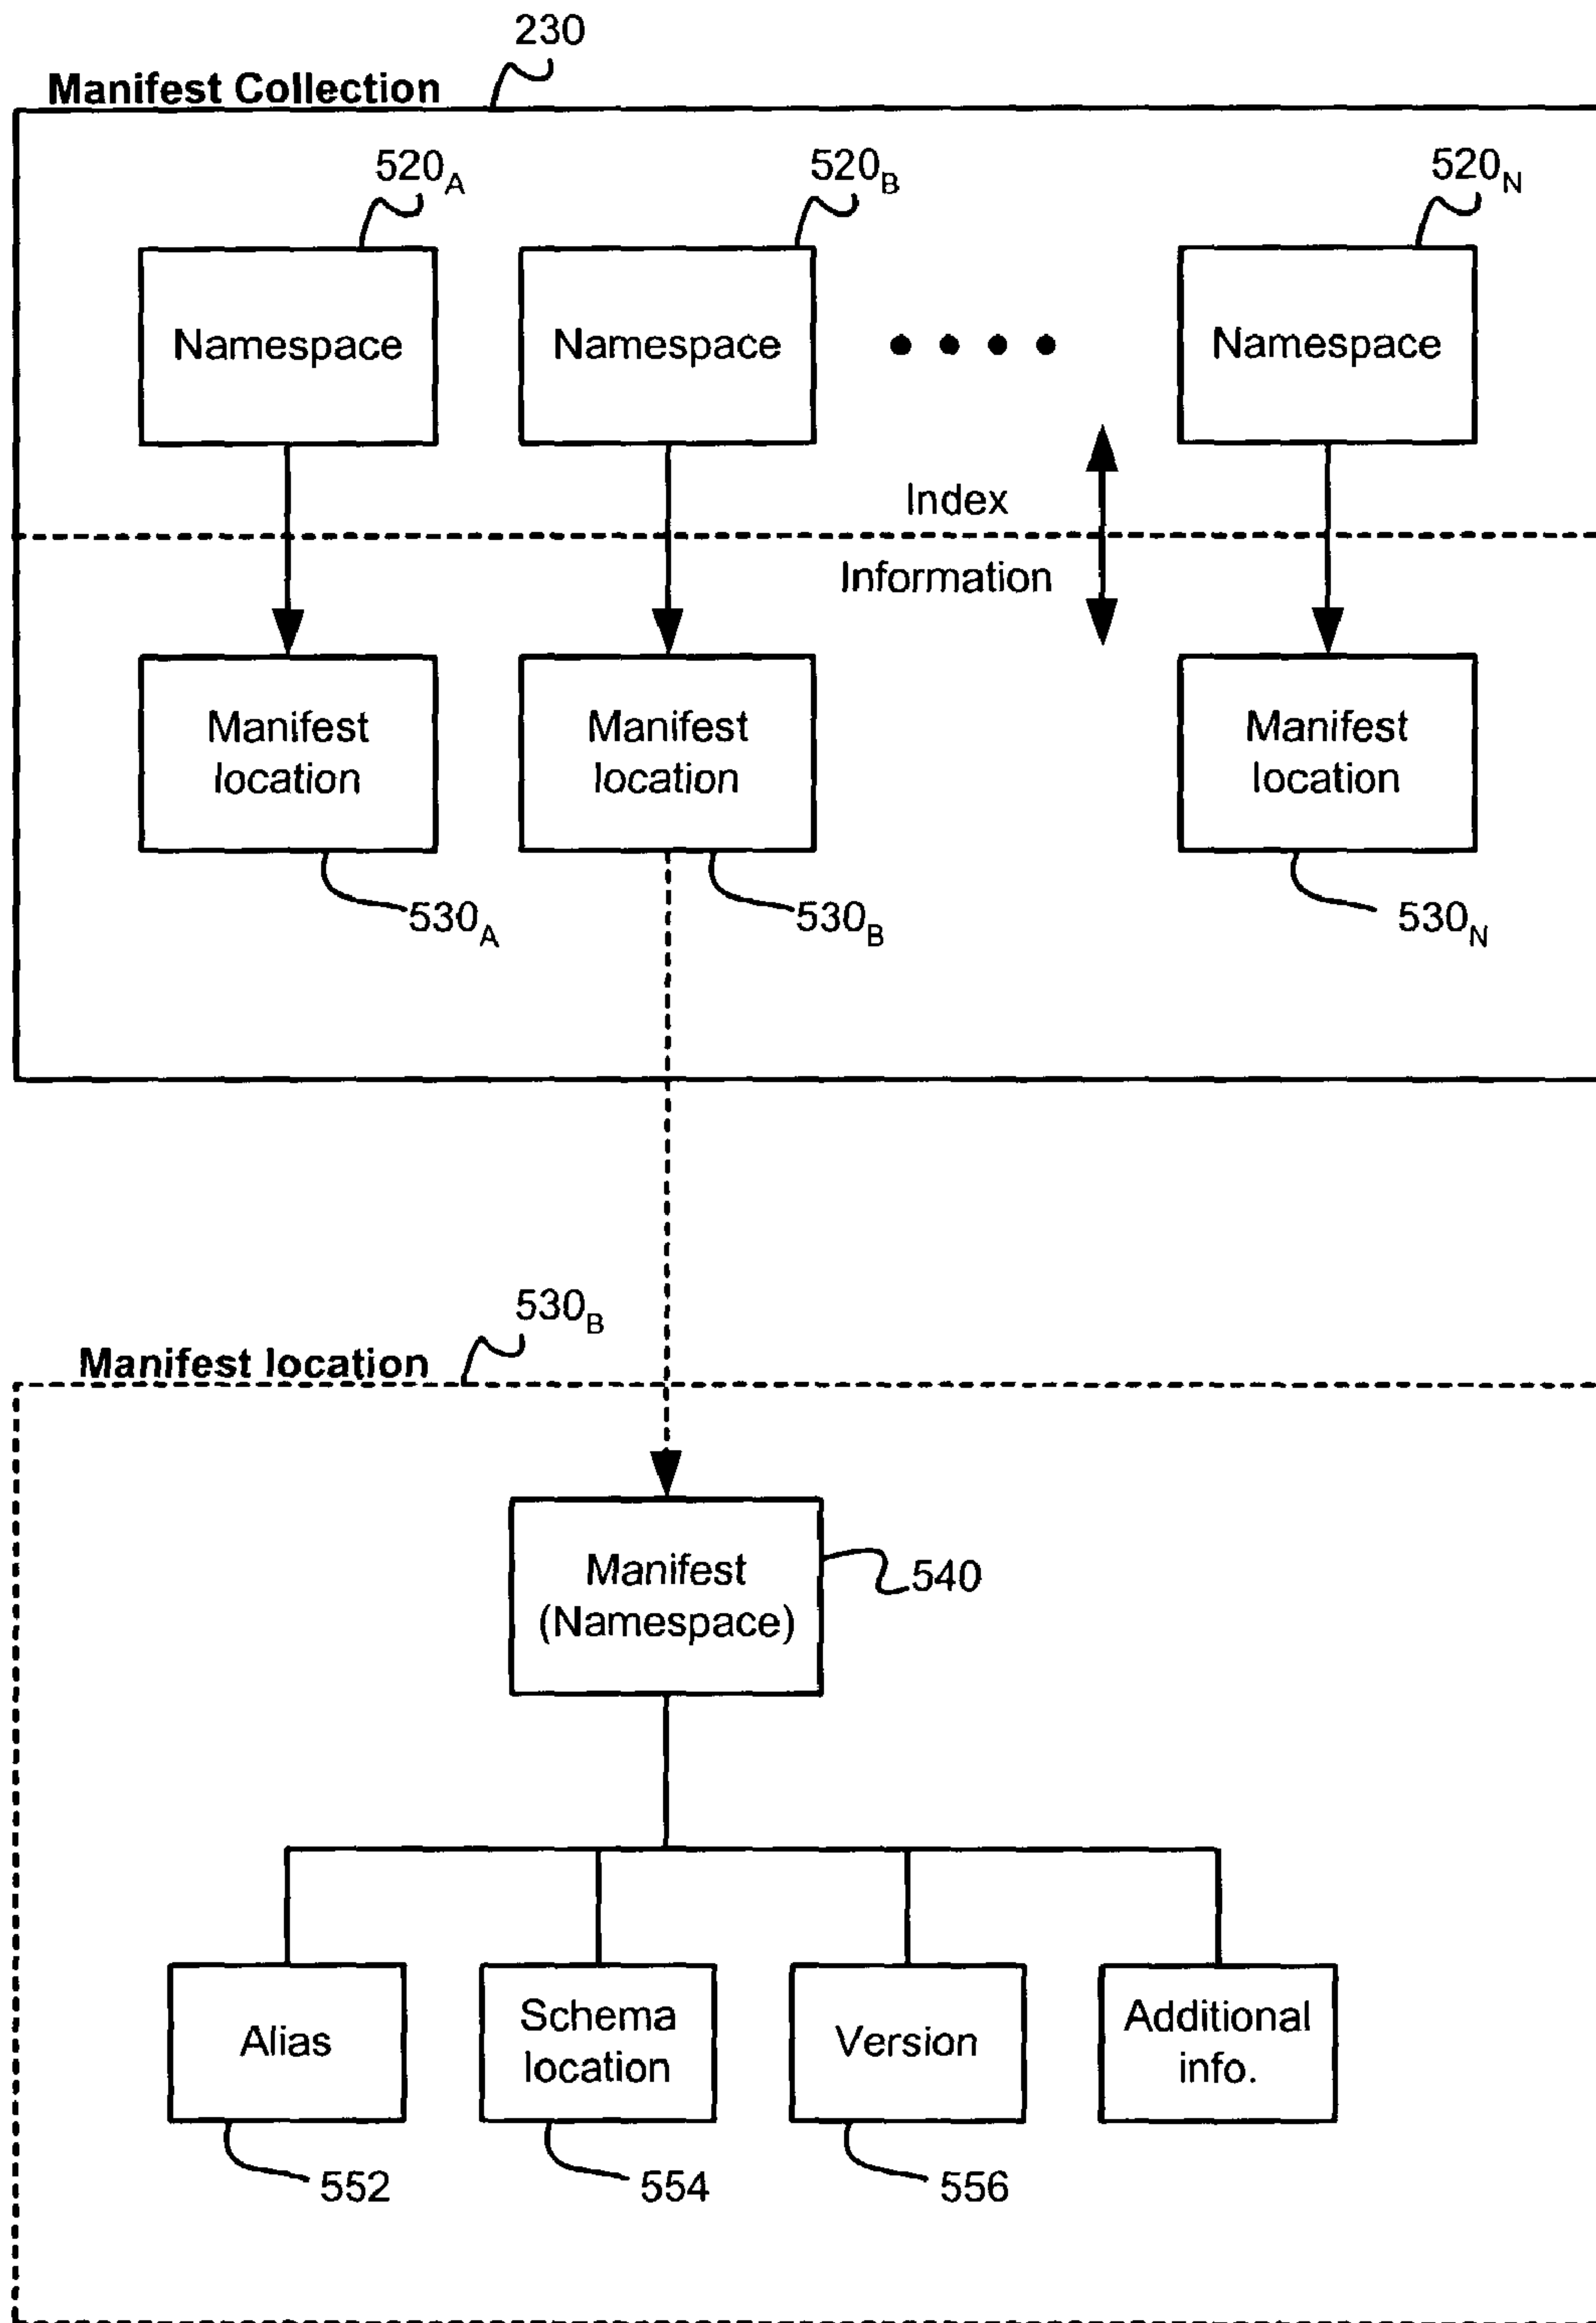 230
Manifest Collection
520A 520B 520N
Namespace Namespace Namespace
Index
Information
Manifest location
Manifest location
Manifest location
530A 530B 530N
530B
Manifest location
Manifest
(Namespace)
540
Alias
Schema
location
Version
Additional
info.
552 554 556